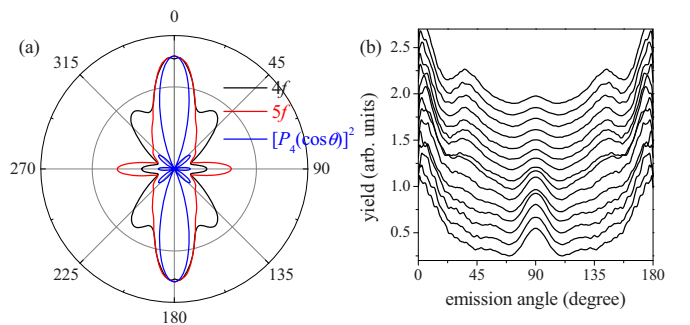 (a)
0
45
90
135
180
225
270
315
4f
5f
[P₄(cosθ)]²
(b)
yield (arb. units)
2.5
2.0
1.5
1.0
0.5
0
45
90
135
180
emission angle (degree)